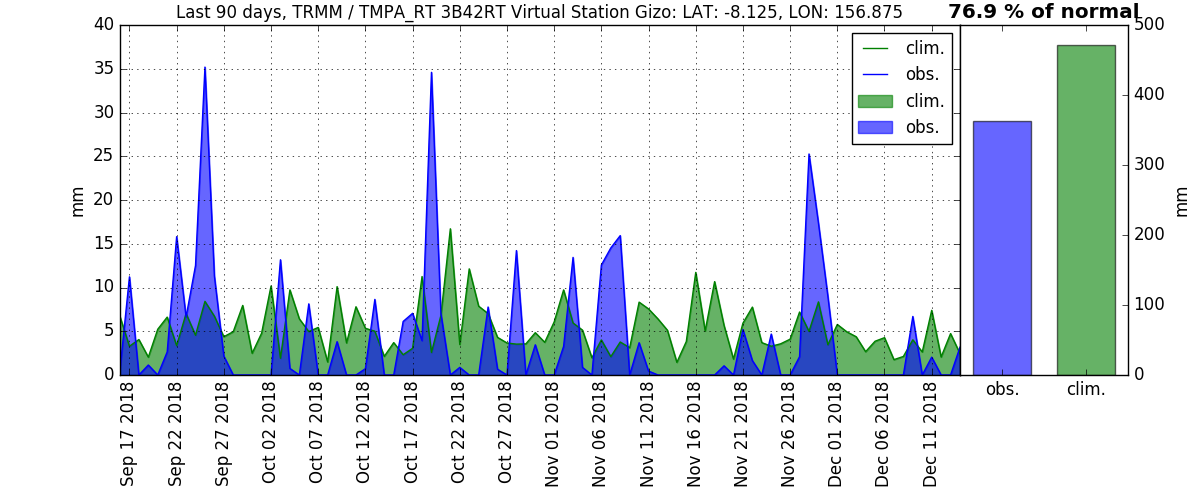 Last 90 days, TRMM / TMPA_RT 3B42RT Virtual Station Gizo: LAT: -8.125, LON: 156.875
76.9 % of normal
40
35
30
25
20
15
10
5
0
mm
clim.
obs.
clim.
obs.
500
400
300
200
100
0
mm
obs.
clim.
Sep 17 2018
Sep 22 2018
Sep 27 2018
Oct 02 2018
Oct 07 2018
Oct 12 2018
Oct 17 2018
Oct 22 2018
Oct 27 2018
Nov 01 2018
Nov 06 2018
Nov 11 2018
Nov 16 2018
Nov 21 2018
Nov 26 2018
Dec 01 2018
Dec 06 2018
Dec 11 2018